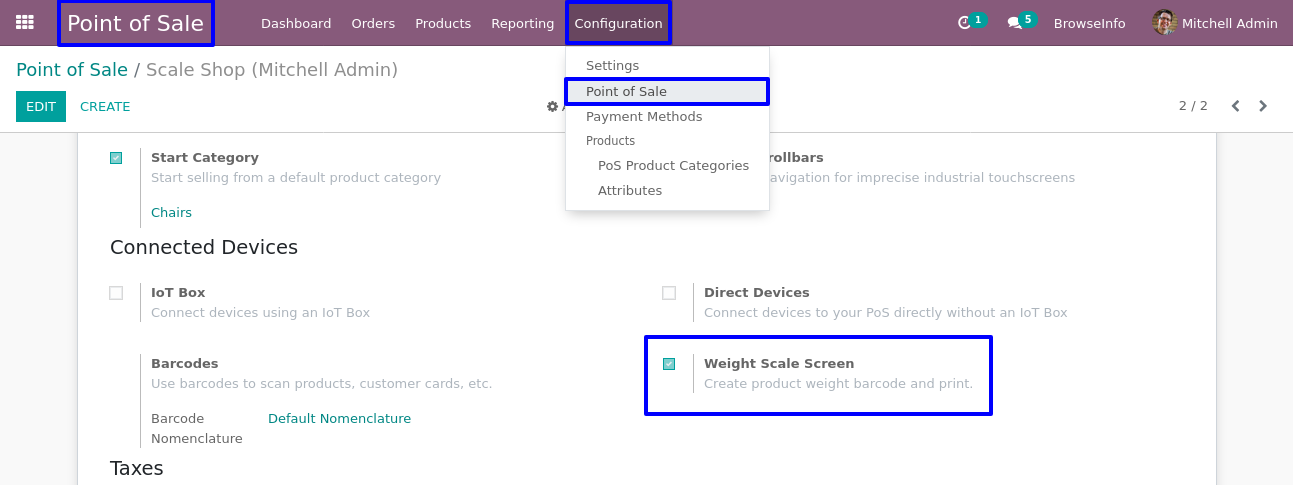 Point of Sale Dashboard Orders Products Reporting Configuration 1 5 BrowseInfo Mitchell Admin
Point of Sale / Scale Shop (Mitchell Admin)
Settings
EDIT CREATE
Point of Sale
2 / 2
Payment Methods
Products
PoS Product Categories
Attributes
Start Category
Start selling from a default product category
Chairs
rollbars
avigation for imprecise industrial touchscreens
Connected Devices
IoT Box
Connect devices using an IoT Box
Direct Devices
Connect devices to your PoS directly without an IoT Box
Barcodes
Use barcodes to scan products, customer cards, etc.
Barcode Nomenclature
Default Nomenclature
Weight Scale Screen
Create product weight barcode and print.
Taxes